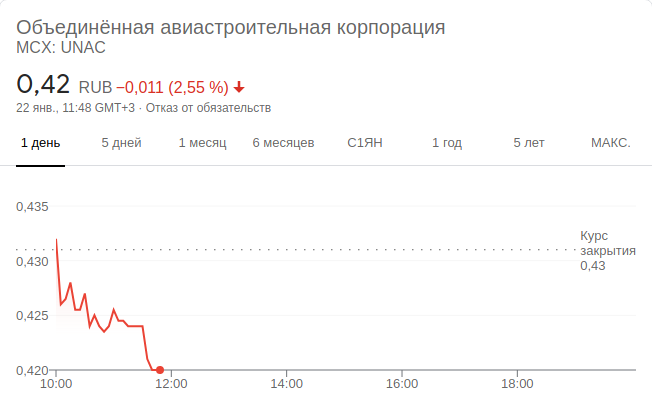 Объединённая авиастроительная корпорация
MCX: UNAC
0,42 RUB −0,011 (2,55 %)
22 янв., 11:48 GMT+3 · Отказ от обязательств
1 день 5 дней 1 месяц 6 месяцев С1ЯН 1 год 5 лет МАКС.
0,435
Курс
закрытия
0,43
0,430
0,425
0,420
10:00 12:00 14:00 16:00 18:00